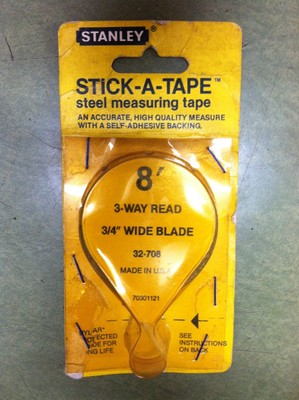 STANLEY
STICK-A-TAPE™
steel measuring tape
AN ACCURATE, HIGH QUALITY MEASURE
WITH A SELF-ADHESIVE BACKING.
8'
3-WAY READ
3/4" WIDE BLADE
32-708
MADE IN U.S.A.
70301121
SEE
INSTRUCTIONS
ON BACK